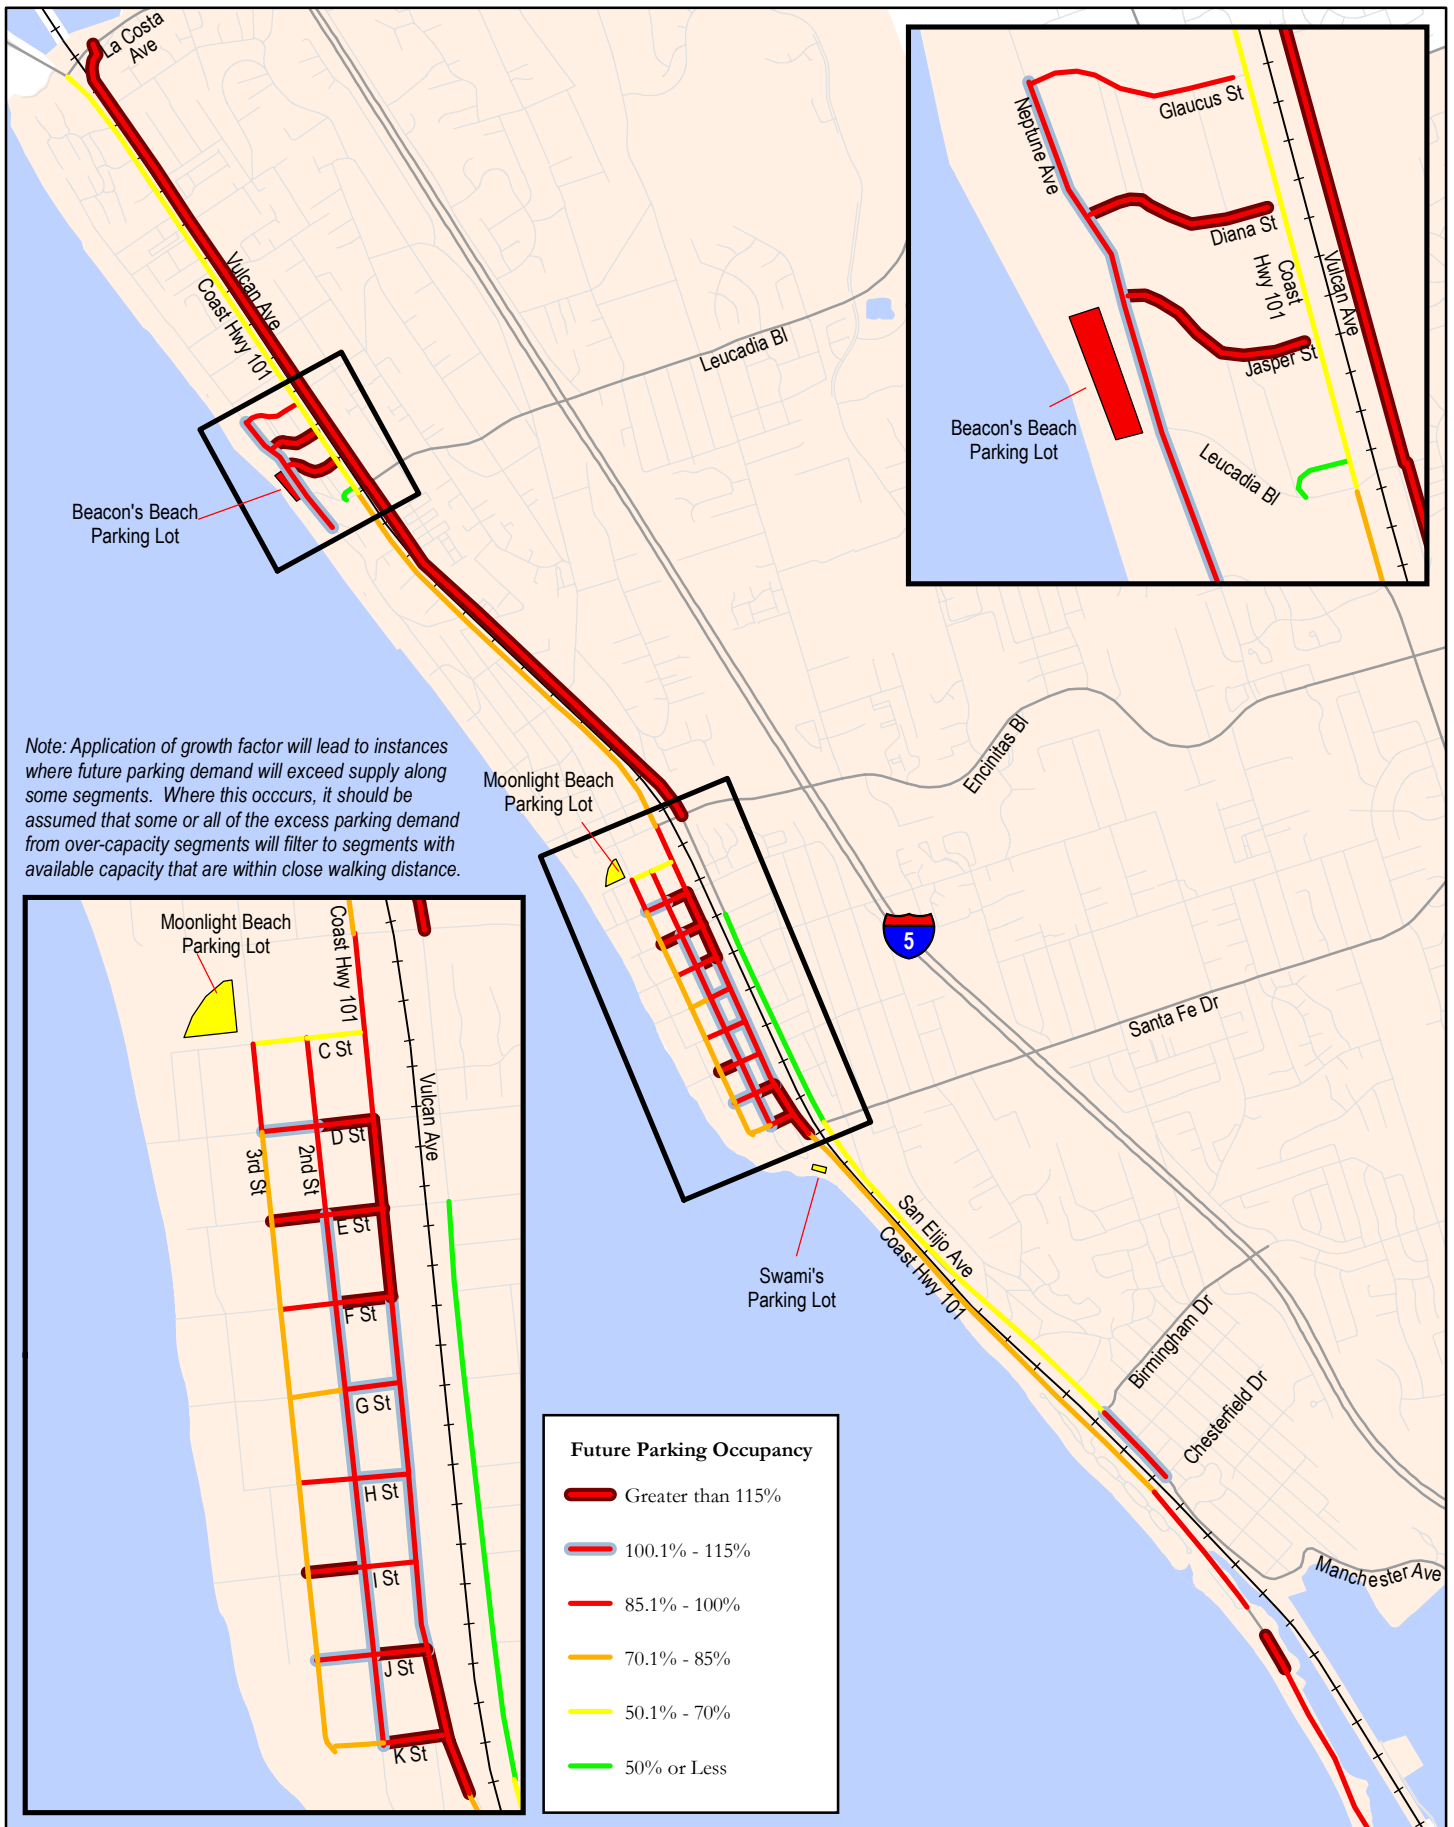 La Costa
Ave
Vulcan Ave
Coast Hwy 101
Leucadia Bl
Beacon's Beach
Parking Lot
Glaucus St
Neptune Ave
Diana St
Coast
Hwy 101
Vulcan Ave
Jasper St
Beacon's Beach
Parking Lot
Leucadia Bl
Note: Application of growth factor will lead to instances
where future parking demand will exceed supply along
some segments.  Where this occcurs, it should be
assumed that some or all of the excess parking demand
from over-capacity segments will filter to segments with
available capacity that are within close walking distance.
Moonlight Beach
Parking Lot
Encinitas Bl
5
Santa Fe Dr
San Elijo Ave
Coast Hwy 101
Swami's
Parking Lot
Birmingham Dr
Chesterfield Dr
Manchester Ave
Moonlight Beach
Parking Lot
Coast Hwy 101
C St
Vulcan Ave
D St
3rd St
2nd St
E St
F St
G St
H St
I St
J St
K St
Future Parking Occupancy
Greater than 115%
100.1% - 115%
85.1% - 100%
70.1% - 85%
50.1% - 70%
50% or Less